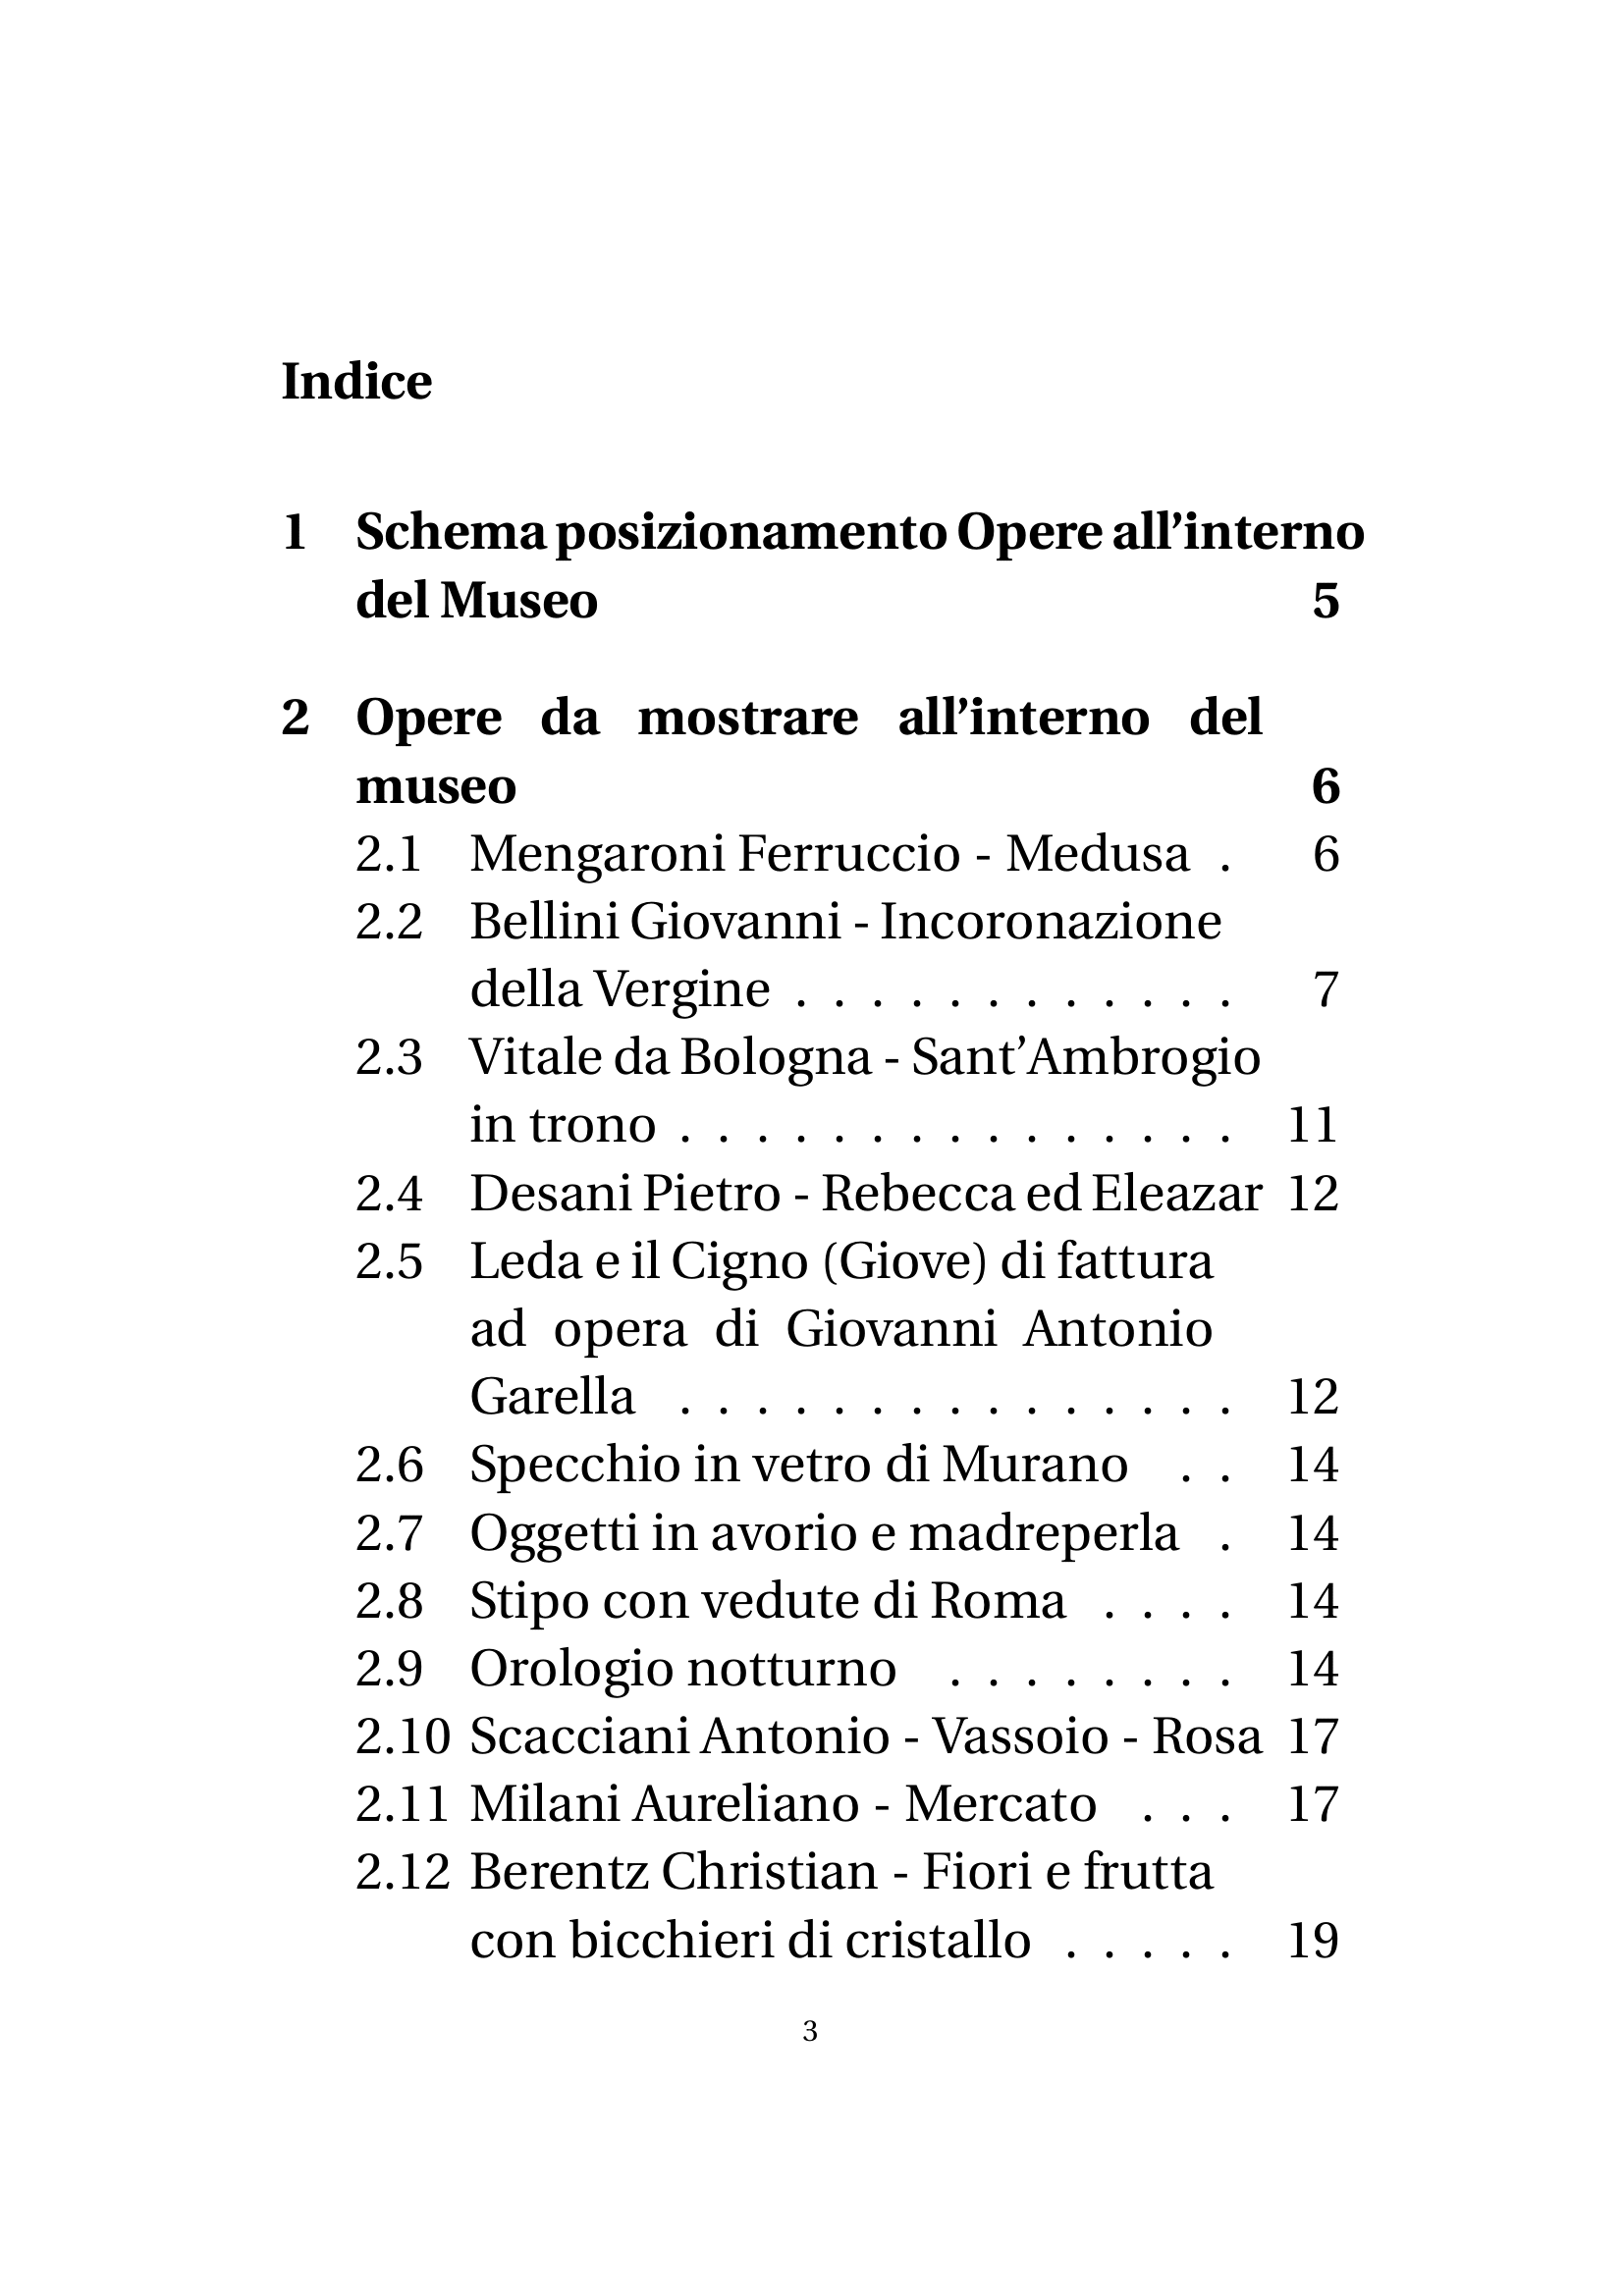 Indice
1 Schema posizionamento Opere all’interno
del Museo 5
2 Opere da mostrare all’interno del
museo 6
2.1 Mengaroni Ferruccio - Medusa . 6
2.2 Bellini Giovanni - Incoronazione
della Vergine . . . . . . . . . . . . 7
2.3 Vitale da Bologna - Sant’Ambrogio
in trono . . . . . . . . . . . . . . . 11
2.4 Desani Pietro - Rebecca ed Eleazar 12
2.5 Leda e il Cigno (Giove) di fattura
ad opera di Giovanni Antonio
Garella . . . . . . . . . . . . . . . 12
2.6 Specchio in vetro di Murano . . 14
2.7 Oggetti in avorio e madreperla . 14
2.8 Stipo con vedute di Roma . . . . 14
2.9 Orologio notturno . . . . . . . . 14
2.10 Scacciani Antonio - Vassoio - Rosa 17
2.11 Milani Aureliano - Mercato . . . 17
2.12 Berentz Christian - Fiori e frutta
con bicchieri di cristallo . . . . . 19
3